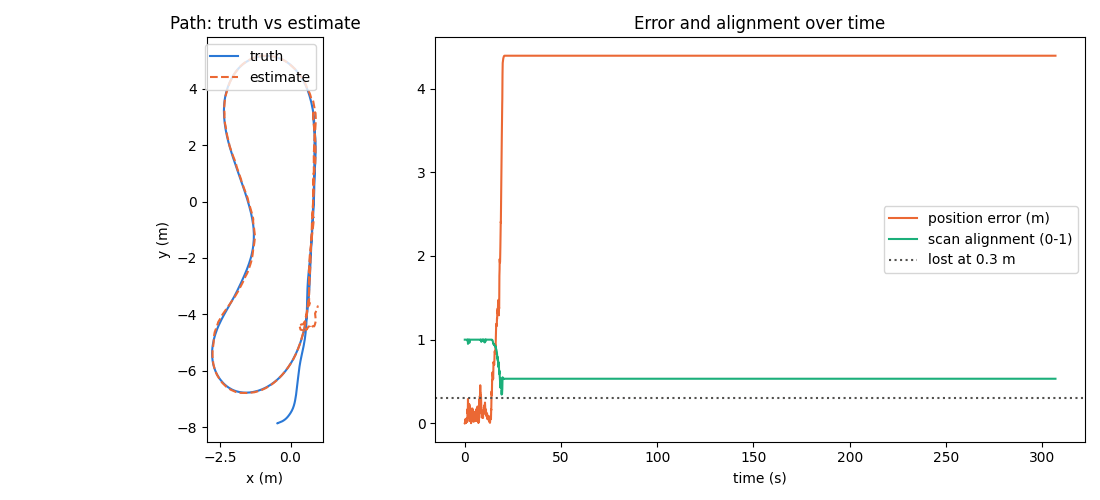 Path: truth vs estimate
truth
estimate
4
2
0
−2
−4
−6
−8
y (m)
−2.5
0.0
x (m)
Error and alignment over time
4
3
2
1
0
position error (m)
scan alignment (0-1)
lost at 0.3 m
0
50
100
150
200
250
300
time (s)